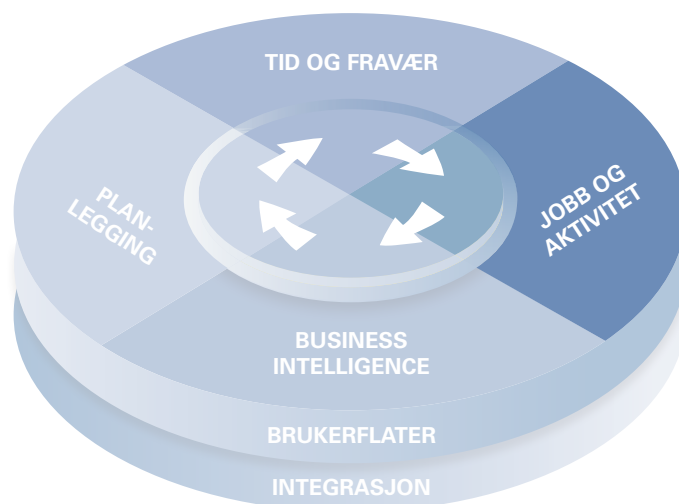 TID OG FRAVÆR
PLAN-
LEGGING
JOBB OG
AKTIVITET
BUSINESS
INTELLIGENCE
BRUKERFLATER
INTEGRASJON